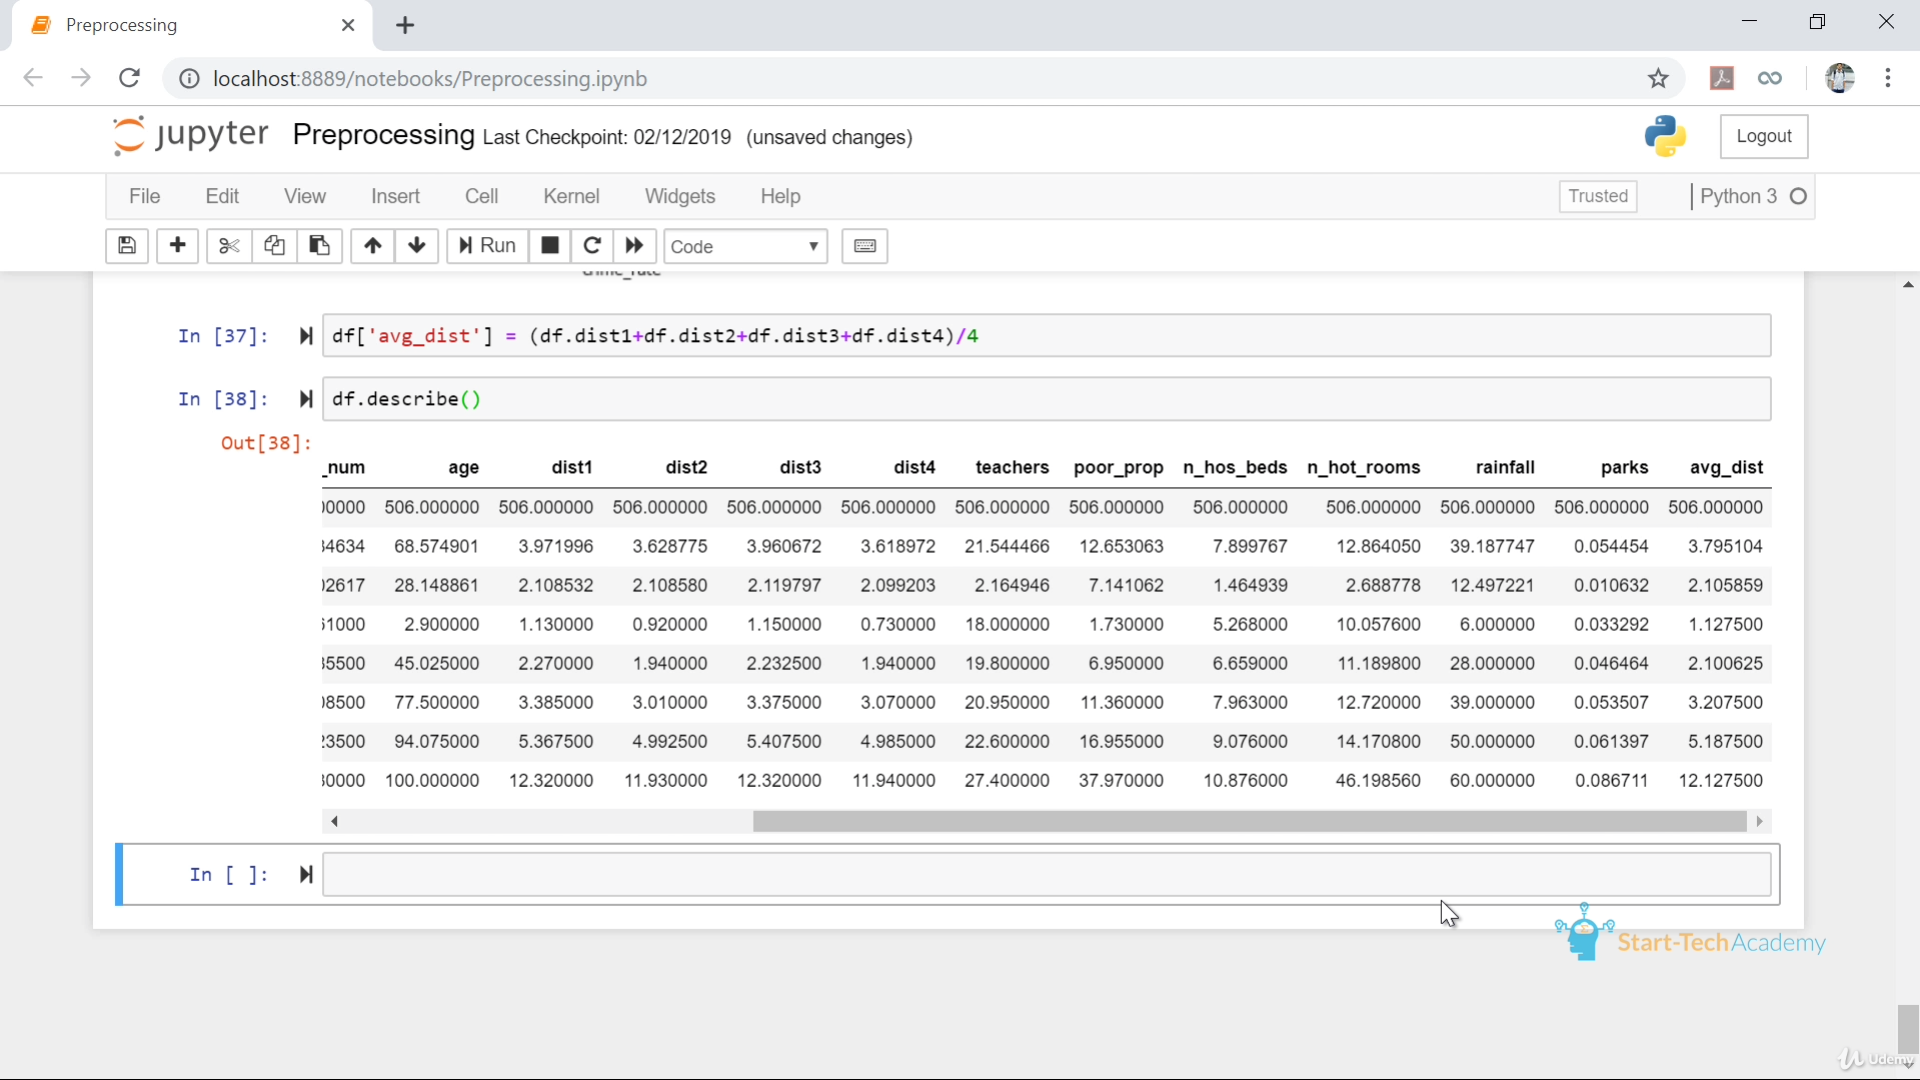 Preprocessing
localhost:8889/notebooks/Preprocessing.ipynb
jupyter Preprocessing Last Checkpoint: 02/12/2019 (unsaved changes)
Logout
File Edit View Insert Cell Kernel Widgets Help Trusted Python 3
Run Code
crime_rate
In [37]: df['avg_dist'] = (df.dist1+df.dist2+df.dist3+df.dist4)/4
In [38]: df.describe()
Out[38]:
_num age dist1 dist2 dist3 dist4 teachers poor_prop n_hos_beds n_hot_rooms rainfall parks avg_dist
00000 506.000000 506.000000 506.000000 506.000000 506.000000 506.000000 506.000000 506.000000 506.000000 506.000000 506.000000 506.000000
34634 68.574901 3.971996 3.628775 3.960672 3.618972 21.544466 12.653063 7.899767 12.864050 39.187747 0.054454 3.795104
02617 28.148861 2.108532 2.108580 2.119797 2.099203 2.164946 7.141062 1.464939 2.688778 12.497221 0.010632 2.105859
61000 2.900000 1.130000 0.920000 1.150000 0.730000 18.000000 1.730000 5.268000 10.057600 6.000000 0.033292 1.127500
85500 45.025000 2.270000 1.940000 2.232500 1.940000 19.800000 6.950000 6.659000 11.189800 28.000000 0.046464 2.100625
08500 77.500000 3.385000 3.010000 3.375000 3.070000 20.950000 11.360000 7.963000 12.720000 39.000000 0.053507 3.207500
23500 94.075000 5.367500 4.992500 5.407500 4.985000 22.600000 16.955000 9.076000 14.170800 50.000000 0.061397 5.187500
80000 100.000000 12.320000 11.930000 12.320000 11.940000 27.400000 37.970000 10.876000 46.198560 60.000000 0.086711 12.127500
In [ ]:
Start-Tech Academy
Udemy